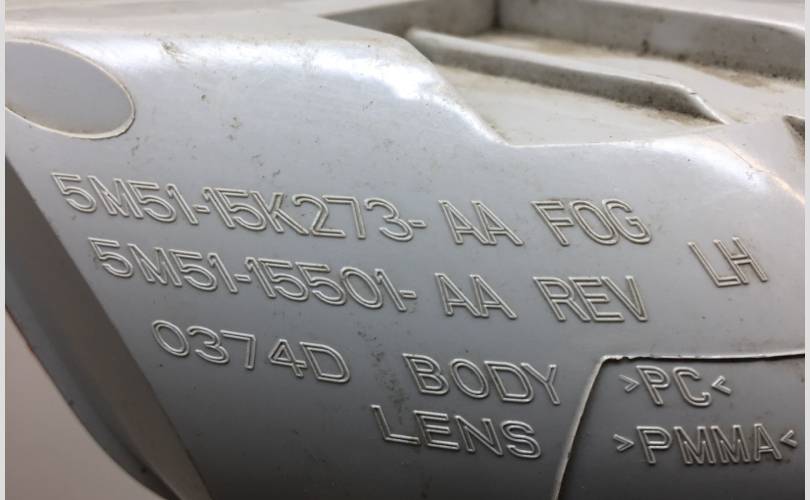 5M51-15K273-AA FOG
5M51-15501-AA REV LH
0374D BODY >PC<
LENS >PMMA<